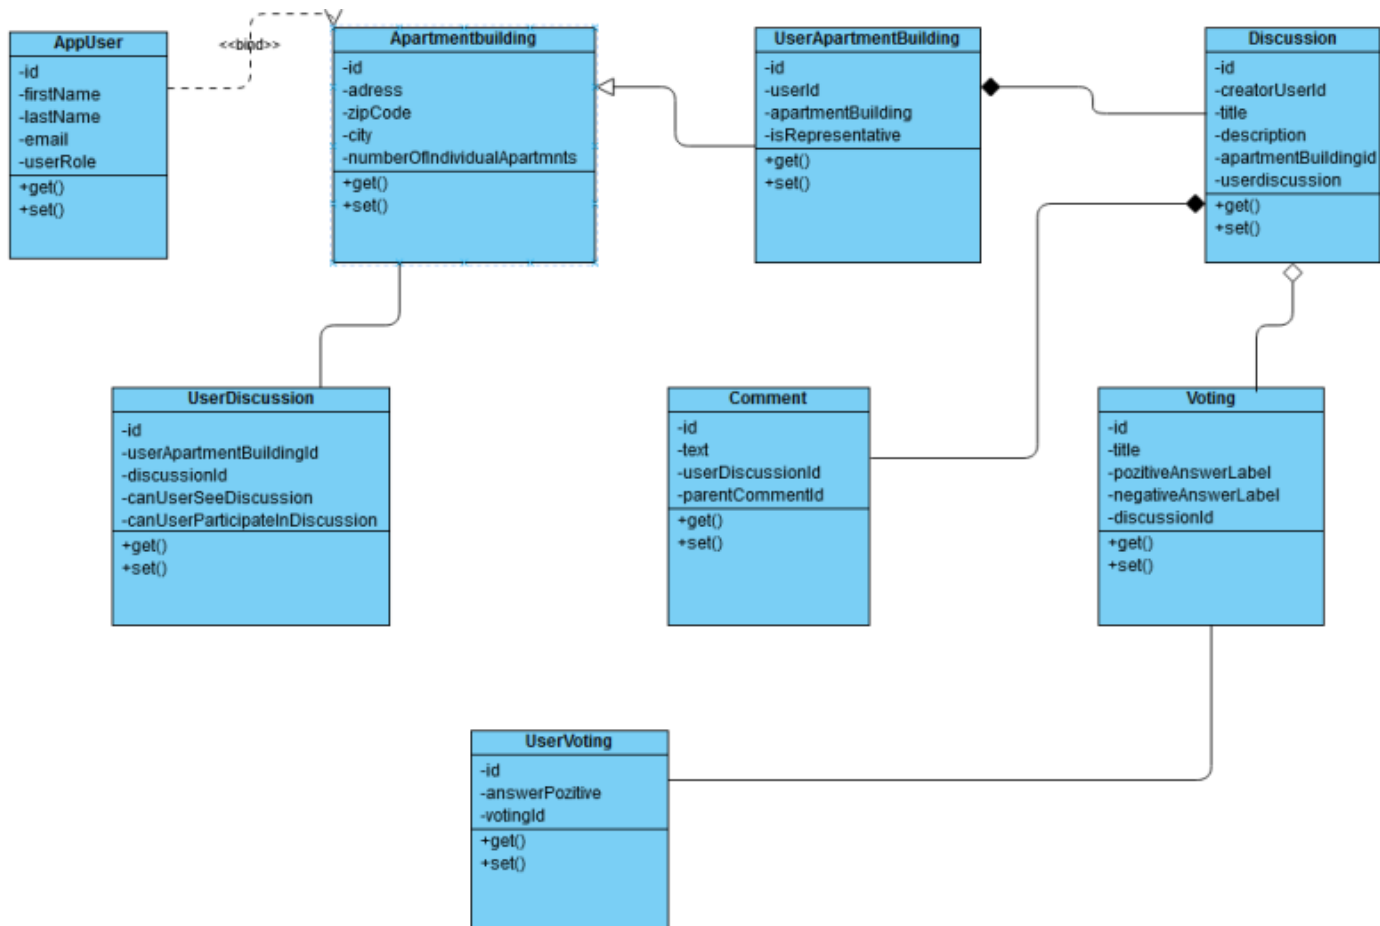 AppUser
-id
-firstName
-lastName
-email
-userRole
+get()
+set()
<<bind>>
Apartmentbuilding
-id
-adress
-zipCode
-city
-numberOfIndividualApartmnts
+get()
+set()
UserApartmentBuilding
-id
-userId
-apartmentBuilding
-isRepresentative
+get()
+set()
Discussion
-id
-creatorUserId
-title
-description
-apartmentBuildingid
-userdiscussion
+get()
+set()
UserDiscussion
-id
-userApartmentBuildingId
-discussionId
-canUserSeeDiscussion
-canUserParticipateInDiscussion
+get()
+set()
Comment
-id
-text
-userDiscussionId
-parentCommentId
+get()
+set()
Voting
-id
-title
-pozitiveAnswerLabel
-negativeAnswerLabel
-discussionId
+get()
+set()
UserVoting
-id
-answerPozitive
-votingId
+get()
+set()